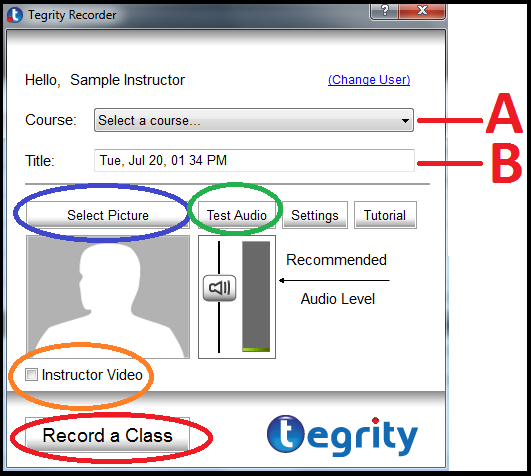 Tegrity Recorder ? X
Hello, Sample Instructor (Change User)
Course: Select a course... A
Title: Tue, Jul 20, 01 34 PM B
Select Picture Test Audio Settings Tutorial
Recommended
Audio Level
Instructor Video
Record a Class tegrity